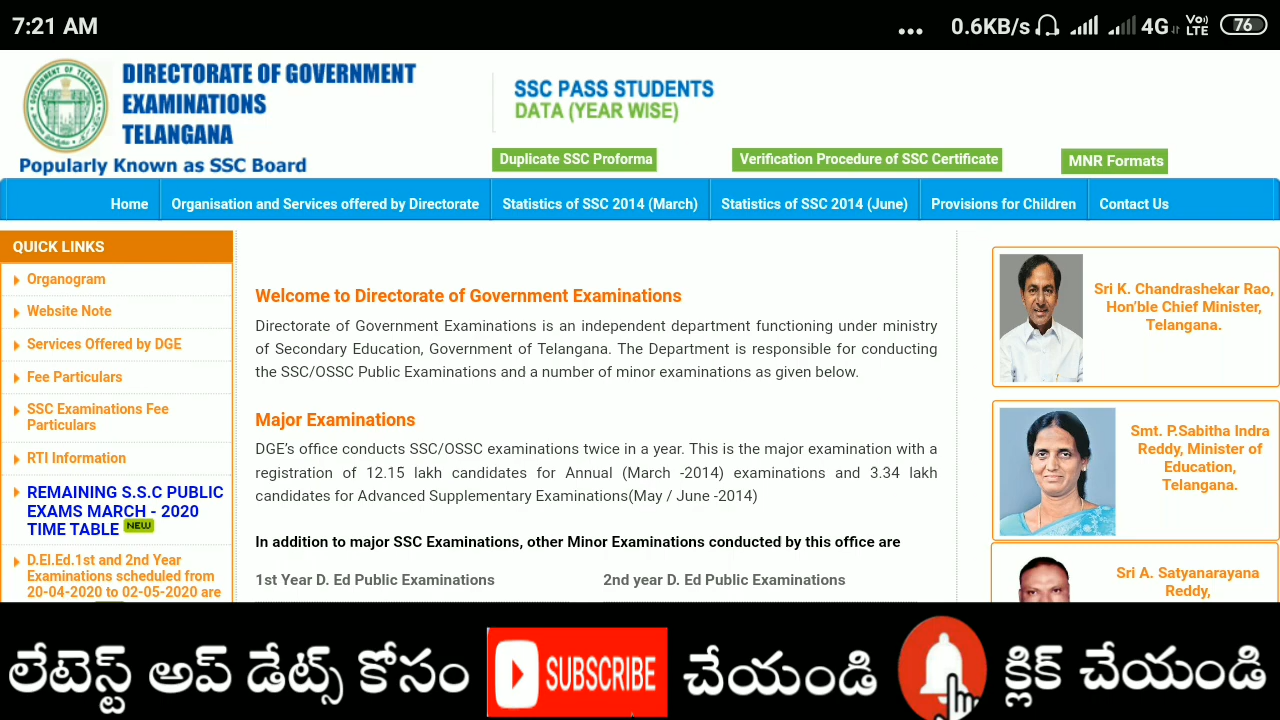 7:21 AM
... 0.6KB/s 4G Vo) LTE 76
DIRECTORATE OF GOVERNMENT
EXAMINATIONS
TELANGANA
Popularly Known as SSC Board
SSC PASS STUDENTS
DATA (YEAR WISE)
Duplicate SSC Proforma
Verification Procedure of SSC Certificate
MNR Formats
Home
Organisation and Services offered by Directorate
Statistics of SSC 2014 (March)
Statistics of SSC 2014 (June)
Provisions for Children
Contact Us
QUICK LINKS
Organogram
Website Note
Services Offered by DGE
Fee Particulars
SSC Examinations Fee
Particulars
RTI Information
REMAINING S.S.C PUBLIC
EXAMS MARCH - 2020
TIME TABLE NEW
D.El.Ed.1st and 2nd Year
Examinations scheduled from
20-04-2020 to 02-05-2020 are
Welcome to Directorate of Government Examinations
Directorate of Government Examinations is an independent department functioning under ministry
of Secondary Education, Government of Telangana. The Department is responsible for conducting
the SSC/OSSC Public Examinations and a number of minor examinations as given below.
Major Examinations
DGE's office conducts SSC/OSSC examinations twice in a year. This is the major examination with a
registration of 12.15 lakh candidates for Annual (March -2014) examinations and 3.34 lakh
candidates for Advanced Supplementary Examinations(May / June -2014)
In addition to major SSC Examinations, other Minor Examinations conducted by this office are
1st Year D. Ed Public Examinations
2nd year D. Ed Public Examinations
Sri K. Chandrashekar Rao,
Hon'ble Chief Minister,
Telangana.
Smt. P.Sabitha Indra
Reddy, Minister of
Education,
Telangana.
Sri A. Satyanarayana
Reddy,
లేటెస్ట్ అప్ డేట్స్ కోసం SUBSCRIBE చేయండి క్లిక్ చేయండి